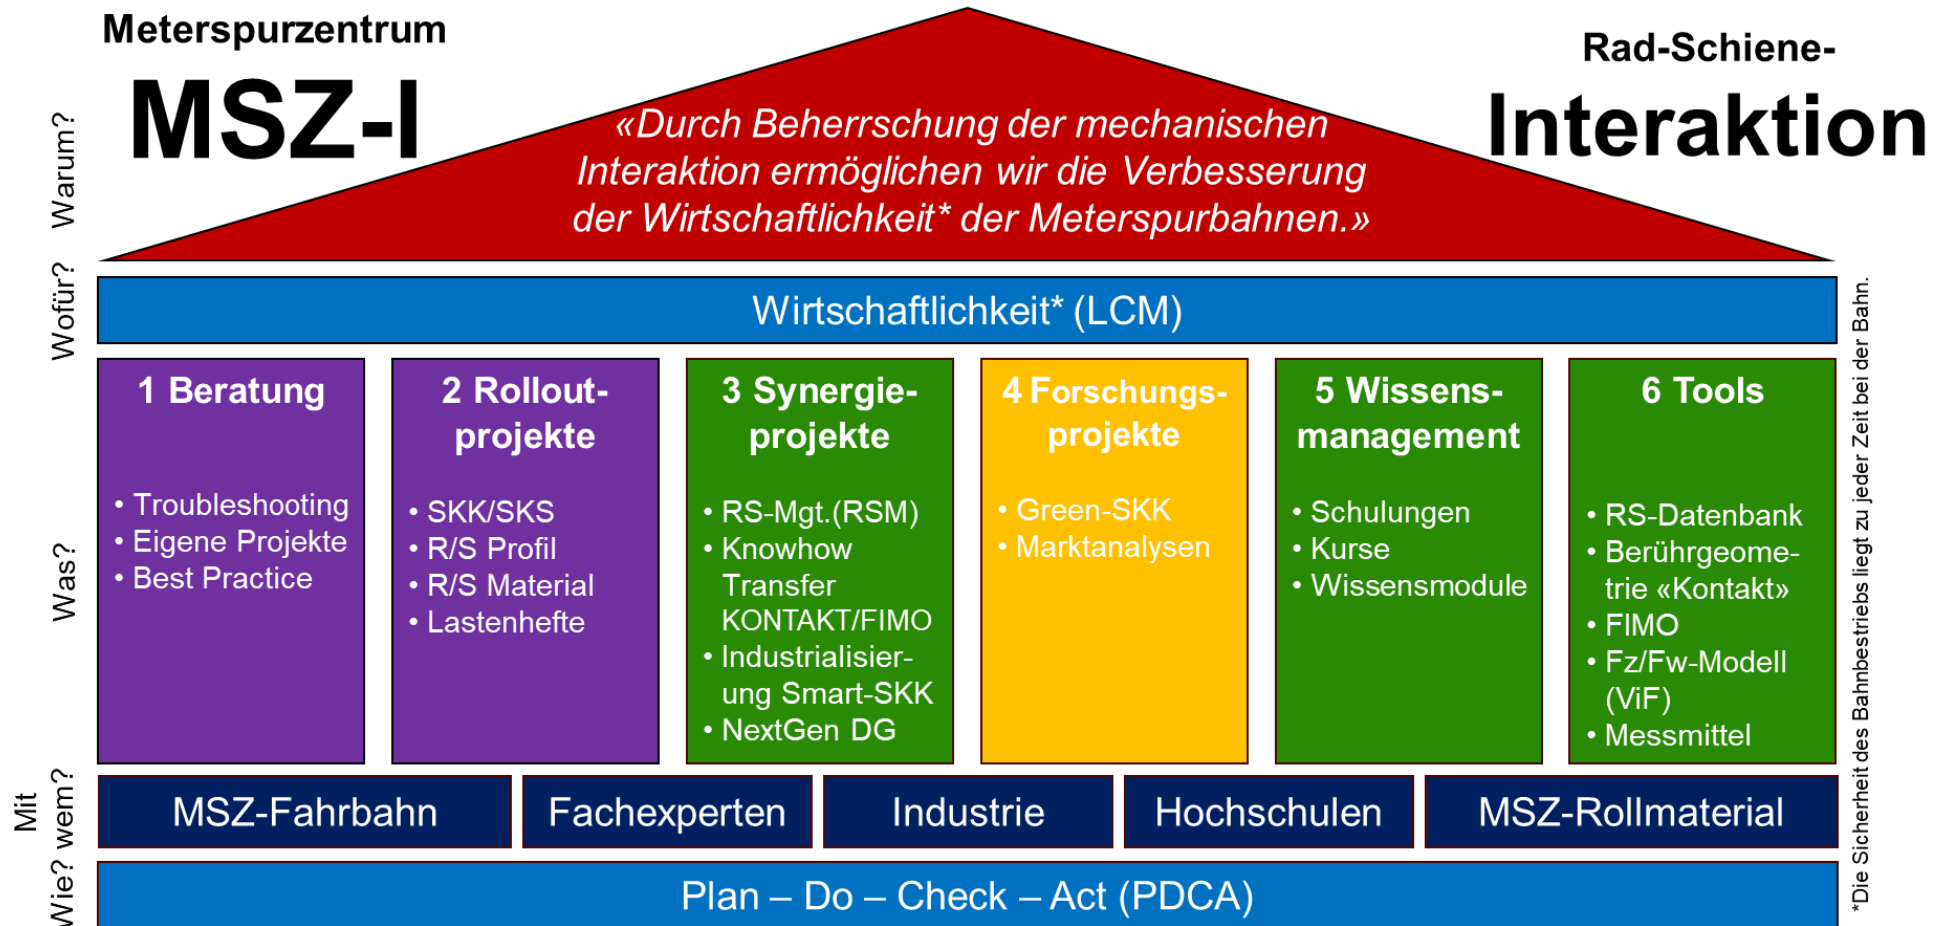 Meterspurzentrum
MSZ-I
Rad-Schiene-
Interaktion
Warum?
«Durch Beherrschung der mechanischen
Interaktion ermöglichen wir die Verbesserung
der Wirtschaftlichkeit* der Meterspurbahnen.»
Wofür?
Wirtschaftlichkeit* (LCM)
Was?
1 Beratung
• Troubleshooting
• Eigene Projekte
• Best Practice
2 Rollout-
projekte
• SKK/SKS
• R/S Profil
• R/S Material
• Lastenhefte
3 Synergie-
projekte
• RS-Mgt.(RSM)
• Knowhow
Transfer
KONTAKT/FIMO
• Industrialisier-
ung Smart-SKK
• NextGen DG
4 Forschungs-
projekte
• Green-SKK
• Marktanalysen
5 Wissens-
management
• Schulungen
• Kurse
• Wissensmodule
6 Tools
• RS-Datenbank
• Berührgeome-
trie «Kontakt»
• FIMO
• Fz/Fw-Modell
(ViF)
• Messmittel
Mit
wem?
MSZ-Fahrbahn
Fachexperten
Industrie
Hochschulen
MSZ-Rollmaterial
Wie?
Plan – Do – Check – Act (PDCA)
*Die Sicherheit des Bahnbestriebs liegt zu jeder Zeit bei der Bahn.